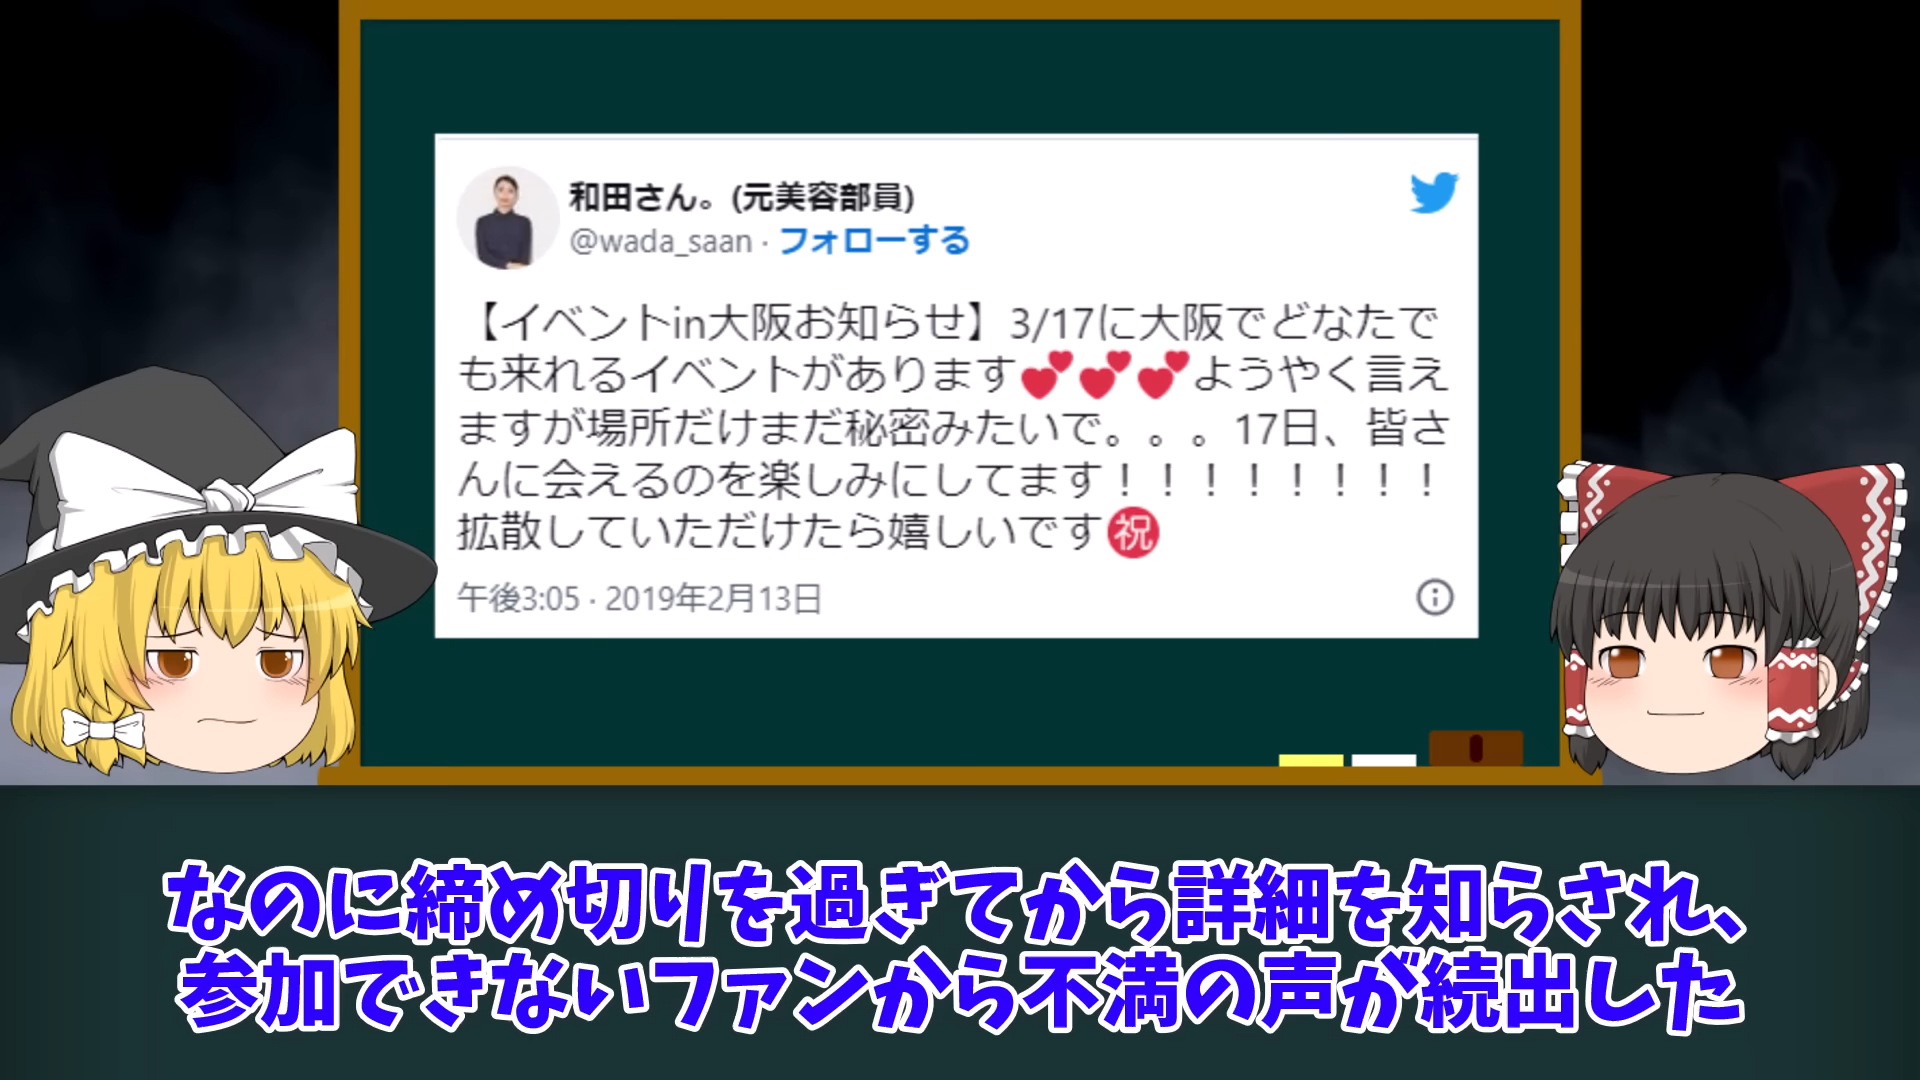 和田さん。(元美容部員)
@wada_saan · フォローする
【イベントin大阪お知らせ】3/17に大阪でどなたで
も来れるイベントがあります💕💕💕ようやく言え
ますが場所だけまだ秘密みたいで。。。17日、皆さ
んに会えるのを楽しみにしてます！！！！！！！！
拡散していただけたら嬉しいです㊗
午後3:05 · 2019年2月13日
なのに締め切りを過ぎてから詳細を知らされ、
参加できないファンから不満の声が続出した